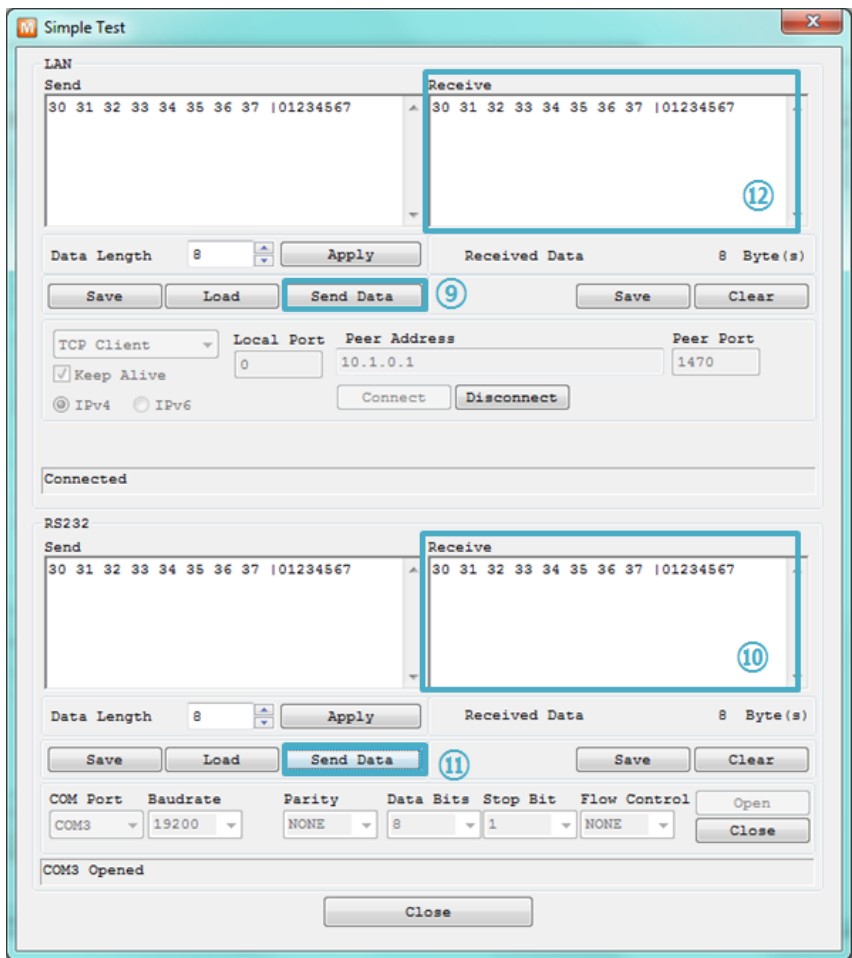 M Simple Test
LAN
Send Receive
30 31 32 33 34 35 36 37 |01234567 30 31 32 33 34 35 36 37 |01234567
⑫
Data Length 8 Apply Received Data 8 Byte(s)
Save Load Send Data ⑨ Save Clear
TCP Client Local Port Peer Address Peer Port
Keep Alive 0 10.1.0.1 1470
IPv4 IPv6 Connect Disconnect
Connected
RS232
Send Receive
30 31 32 33 34 35 36 37 |01234567 30 31 32 33 34 35 36 37 |01234567
⑩
Data Length 8 Apply Received Data 8 Byte(s)
Save Load Send Data ⑪ Save Clear
COM Port Baudrate Parity Data Bits Stop Bit Flow Control Open
COM3 19200 NONE 8 1 NONE Close
COM3 Opened
Close